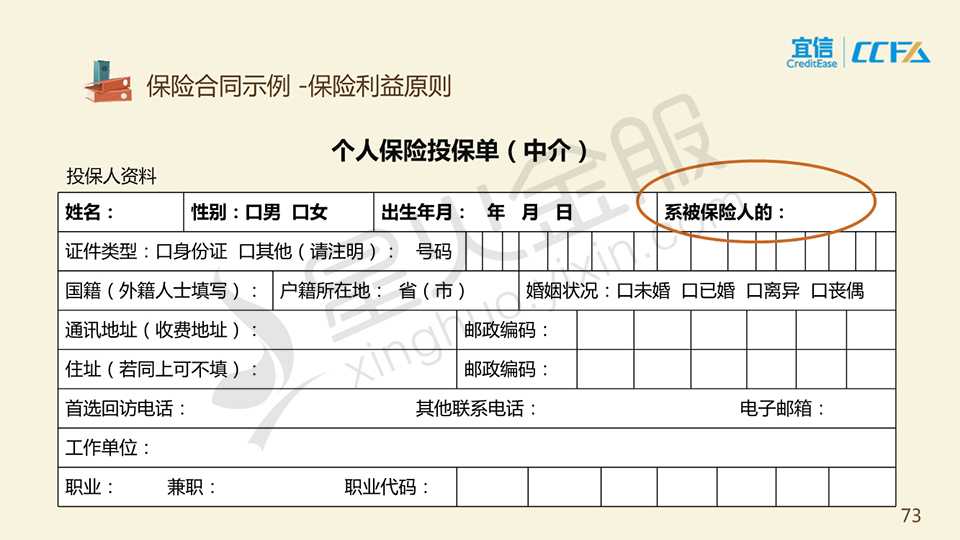 宜信
CreditEase
CCFA
保险合同示例 -保险利益原则
个人保险投保单（中介）
投保人资料
姓名： 性别：口男 口女 出生年月： 年 月 日 系被保险人的：
证件类型：口身份证 口其他（请注明）： 号码
国籍（外籍人士填写）： 户籍所在地： 省（市） 婚姻状况：口未婚 口已婚 口离异 口丧偶
通讯地址（收费地址）： 邮政编码：
住址（若同上可不填）： 邮政编码：
首选回访电话： 其他联系电话： 电子邮箱：
工作单位：
职业： 兼职： 职业代码：
星火金服
xinghuo.yixin.com
73